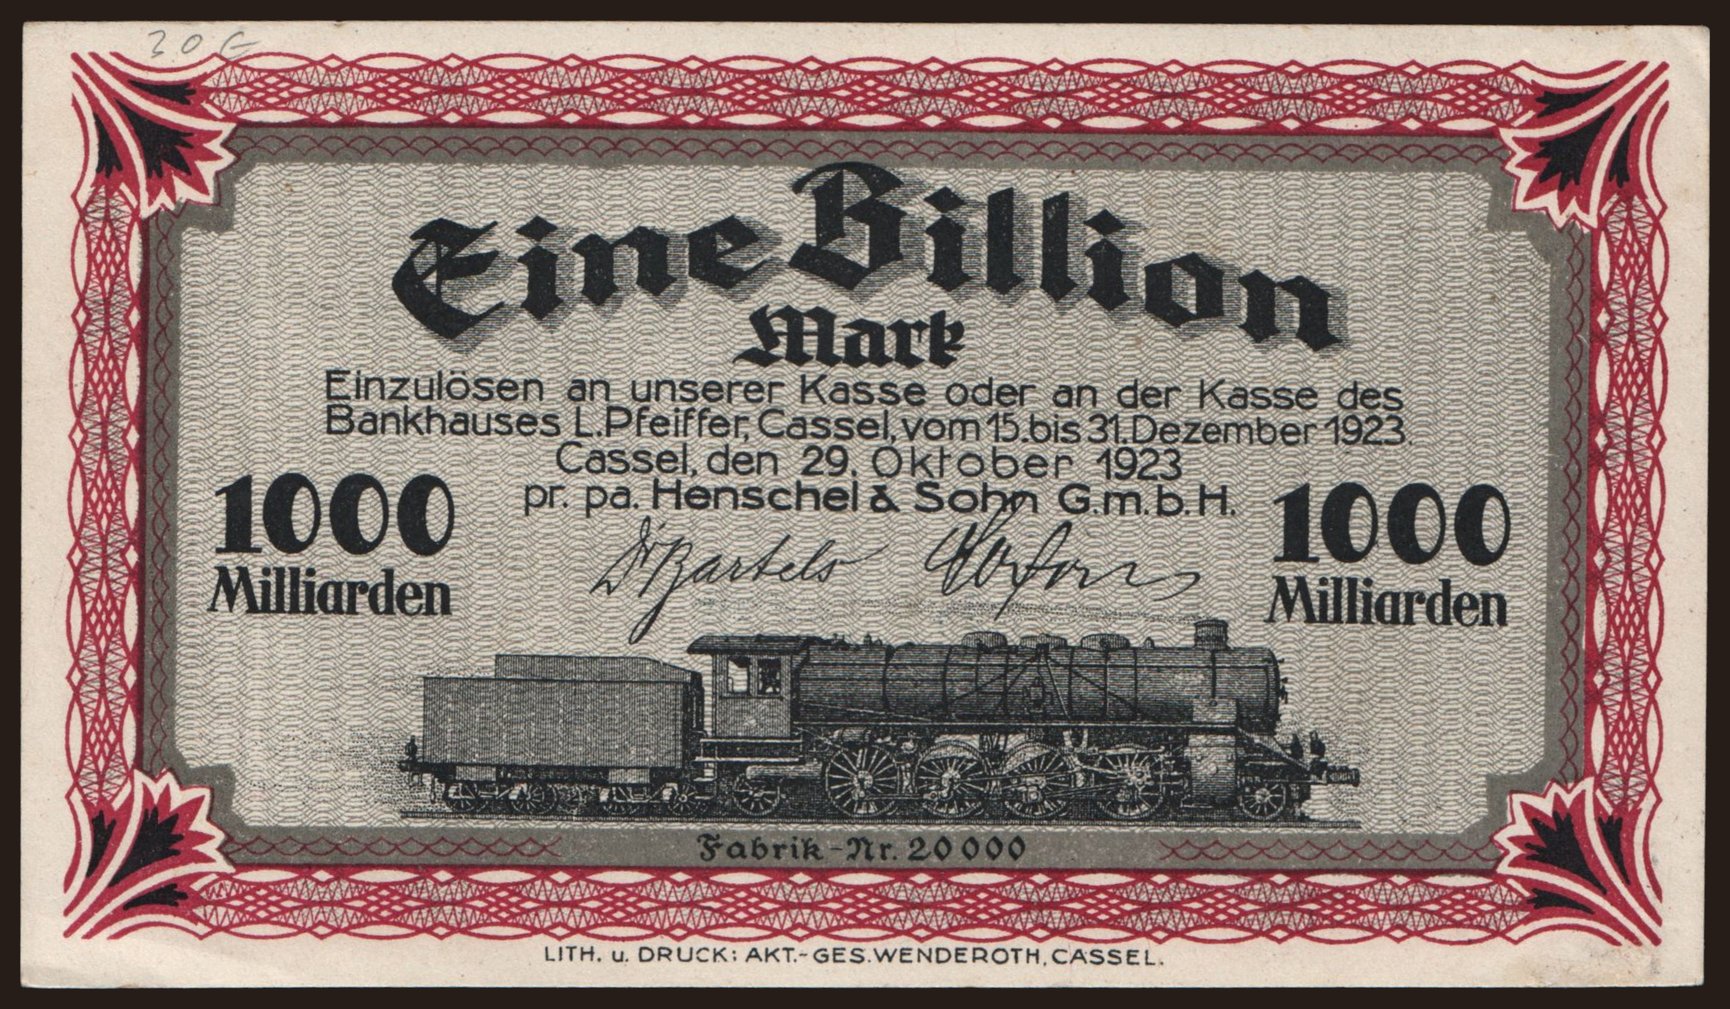 30 €
Eine Billion
Mark
Einzulösen an unserer Kasse oder an der Kasse des
Bankhauses L. Pfeiffer, Cassel, vom 15. bis 31. Dezember 1923.
Cassel, den 29. Oktober 1923
pr. pa. Henschel & Sohn G.m.b.H.
1000
Milliarden
1000
Milliarden
Dr Bartels
Fabrik-Nr. 20000
LITH. u. DRUCK: AKT.-GES. WENDEROTH, CASSEL.